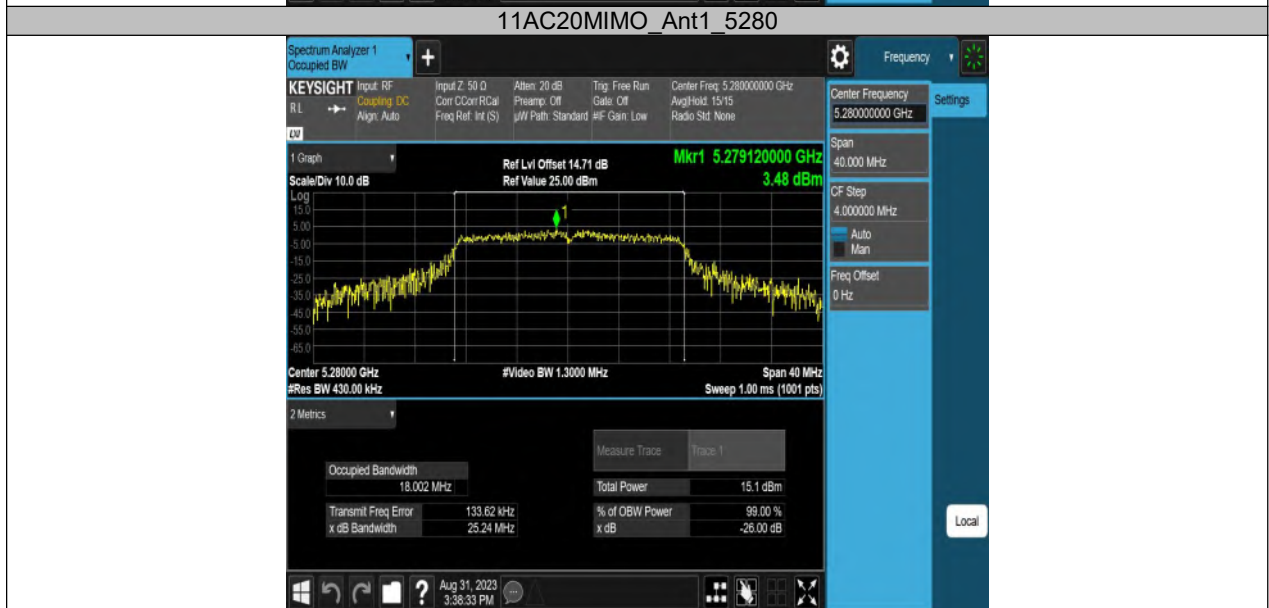 11AC20MIMO_Ant1_5280
Spectrum Analyzer 1
Occupied BW
+
Frequency
KEYSIGHT
Input: RF
Input Z: 50 Ω
Atten: 20 dB
Trig: Free Run
Center Freq: 5.280000000 GHz
RL
Coupling: DC
Corr CCorr RCal
Preamp: Off
Gate: Off
Avg|Hold: 15/15
Align: Auto
Freq Ref: Int (S)
µW Path: Standard
#IF Gain: Low
Radio Std: None
LXI
Center Frequency
5.280000000 GHz
Settings
Span
40.000 MHz
CF Step
4.000000 MHz
Auto
Man
Freq Offset
0 Hz
1 Graph
Ref Lvl Offset 14.71 dB
Mkr1 5.279120000 GHz
Scale/Div 10.0 dB
Ref Value 25.00 dBm
3.48 dBm
Log
15.0
1
5.00
-5.00
-15.0
-25.0
-35.0
-45.0
-55.0
-65.0
Center 5.28000 GHz
#Video BW 1.3000 MHz
Span 40 MHz
#Res BW 430.00 kHz
Sweep 1.00 ms (1001 pts)
2 Metrics
Measure Trace
Trace 1
Occupied Bandwidth
18.002 MHz
Total Power
15.1 dBm
Transmit Freq Error
133.62 kHz
% of OBW Power
99.00 %
x dB Bandwidth
25.24 MHz
x dB
-26.00 dB
Local
?
Aug 31, 2023
3:38:33 PM